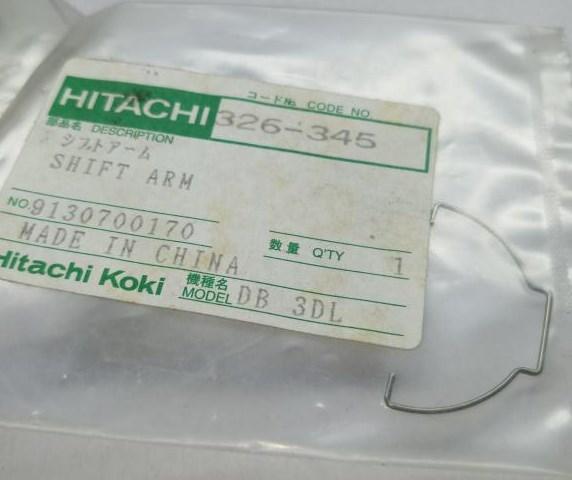 HITACHI
コードNo. CODE NO.
326-345
部品名 DESCRIPTION
シフトアーム
SHIFT ARM
NO.9130700170
MADE IN CHINA
数量 Q'TY 1
Hitachi Koki
機種名
MODEL DB 3DL